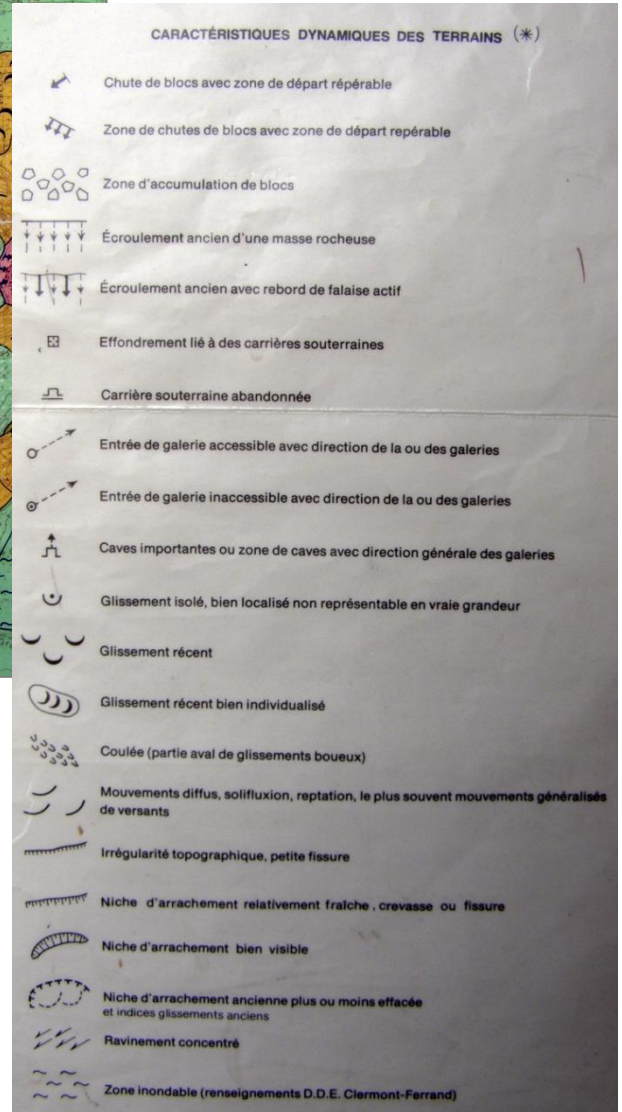 CARACTÉRISTIQUES DYNAMIQUES DES TERRAINS (*)
Chute de blocs avec zone de départ répérable
Zone de chutes de blocs avec zone de départ repérable
Zone d'accumulation de blocs
Écroulement ancien d'une masse rocheuse
Écroulement ancien avec rebord de falaise actif
Effondrement lié à des carrières souterraines
Carrière souterraine abandonnée
Entrée de galerie accessible avec direction de la ou des galeries
Entrée de galerie inaccessible avec direction de la ou des galeries
Caves importantes ou zone de caves avec direction générale des galeries
Glissement isolé, bien localisé non représentable en vraie grandeur
Glissement récent
Glissement récent bien individualisé
Coulée (partie aval de glissements boueux)
Mouvements diffus, solifluxion, reptation, le plus souvent mouvements généralisés
de versants
Irrégularité topographique, petite fissure
Niche d'arrachement relativement fraîche, crevasse ou fissure
Niche d'arrachement bien visible
Niche d'arrachement ancienne plus ou moins effacée
et indices glissements anciens
Ravinement concentré
Zone inondable (renseignements D.D.E. Clermont-Ferrand)